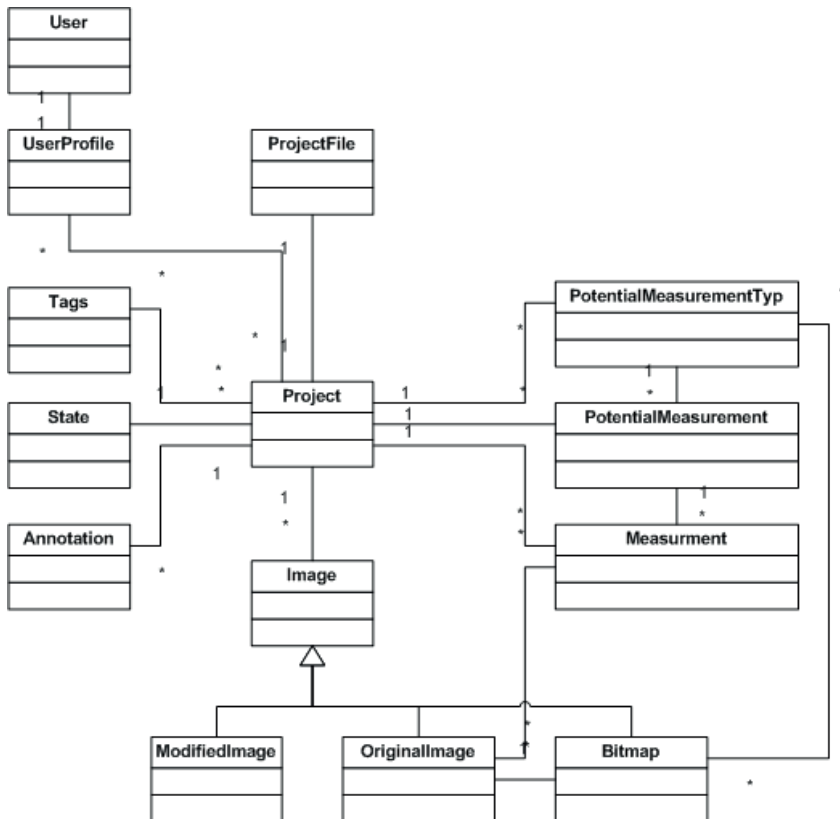 User
1
1
UserProfile
ProjectFile
*
1
*
Tags
PotentialMeasurementTyp
*
*
1
*
1
*
*
1
*
1
*
Project
State
1
PotentialMeasurement
1
1
1
1
*
*
*
*
Annotation
Measurment
*
Image
*
*
1
ModifiedImage
OriginalImage
Bitmap
*